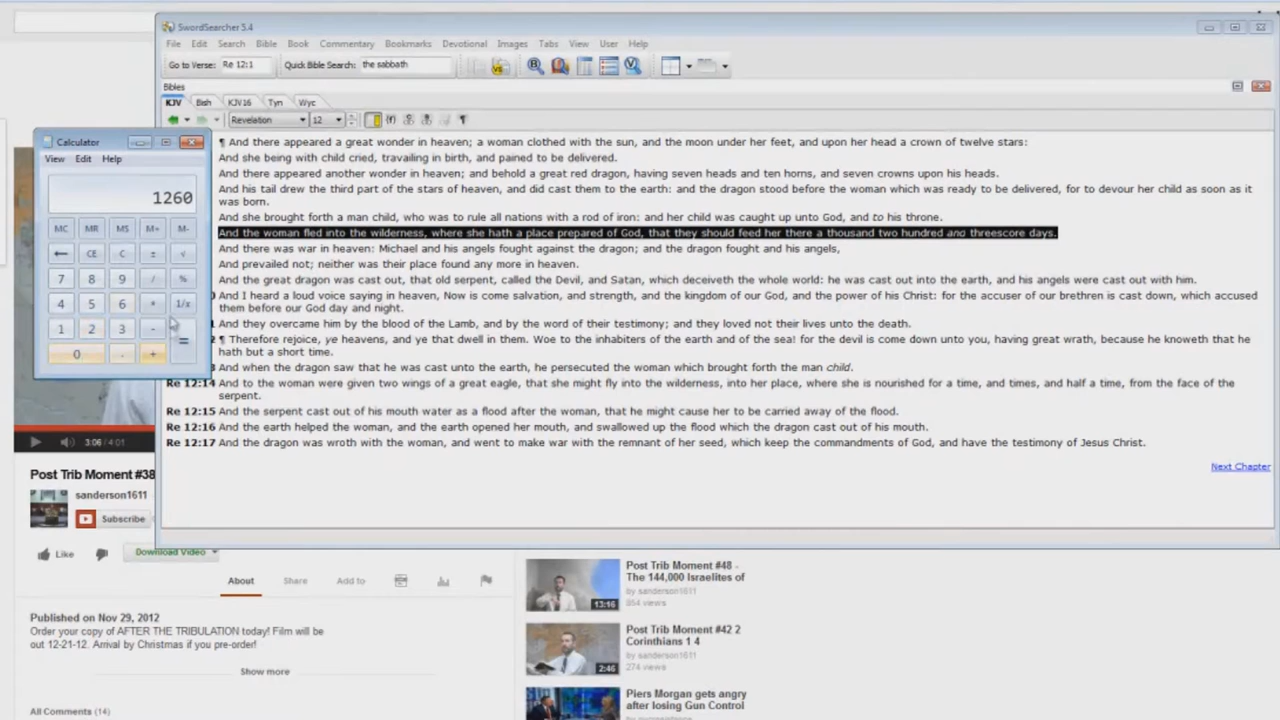 SwordSearcher 5.4
File Edit Search Bible Book Commentary Bookmarks Devotional Images Tabs View User Help
Go to Verse: Re 12:1 Quick Bible Search: the sabbath
Bibles
KJV Bish KJV16 Tyn Wyc
Revelation 12
¶ And there appeared a great wonder in heaven; a woman clothed with the sun, and the moon under her feet, and upon her head a crown of twelve stars:
And she being with child cried, travailing in birth, and pained to be delivered.
And there appeared another wonder in heaven; and behold a great red dragon, having seven heads and ten horns, and seven crowns upon his heads.
And his tail drew the third part of the stars of heaven, and did cast them to the earth: and the dragon stood before the woman which was ready to be delivered, for to devour her child as soon as it
was born.
And she brought forth a man child, who was to rule all nations with a rod of iron: and her child was caught up unto God, and to his throne.
And the woman fled into the wilderness, where she hath a place prepared of God, that they should feed her there a thousand two hundred and threescore days.
And there was war in heaven: Michael and his angels fought against the dragon; and the dragon fought and his angels,
And prevailed not; neither was their place found any more in heaven.
And the great dragon was cast out, that old serpent, called the Devil, and Satan, which deceiveth the whole world: he was cast out into the earth, and his angels were cast out with him.
0 And I heard a loud voice saying in heaven, Now is come salvation, and strength, and the kingdom of our God, and the power of his Christ: for the accuser of our brethren is cast down, which accused
them before our God day and night.
1 And they overcame him by the blood of the Lamb, and by the word of their testimony; and they loved not their lives unto the death.
2 ¶ Therefore rejoice, ye heavens, and ye that dwell in them. Woe to the inhabiters of the earth and of the sea! for the devil is come down unto you, having great wrath, because he knoweth that he
hath but a short time.
3 And when the dragon saw that he was cast unto the earth, he persecuted the woman which brought forth the man child.
Re 12:14 And to the woman were given two wings of a great eagle, that she might fly into the wilderness, into her place, where she is nourished for a time, and times, and half a time, from the face of the
serpent.
Re 12:15 And the serpent cast out of his mouth water as a flood after the woman, that he might cause her to be carried away of the flood.
Re 12:16 And the earth helped the woman, and the earth opened her mouth, and swallowed up the flood which the dragon cast out of his mouth.
Re 12:17 And the dragon was wroth with the woman, and went to make war with the remnant of her seed, which keep the commandments of God, and have the testimony of Jesus Christ.
Next Chapter
Calculator
View Edit Help
1260
MC MR MS M+ M-
← CE C ± √
7 8 9 / %
4 5 6 * 1/x
1 2 3 - =
0 . +
3:06 / 4:01
Post Trib Moment #38
sanderson1611
Subscribe
Like
Download Video
About Share Add to
Published on Nov 29, 2012
Order your copy of AFTER THE TRIBULATION today! Film will be
out 12-21-12. Arrival by Christmas if you pre-order!
Show more
All Comments (14)
13:16
Post Trib Moment #48 -
The 144,000 Israelites of
by sanderson1611
854 views
2:46
Post Trib Moment #42 2
Corinthians 1 4
by sanderson1611
274 views
Piers Morgan gets angry
after losing Gun Control